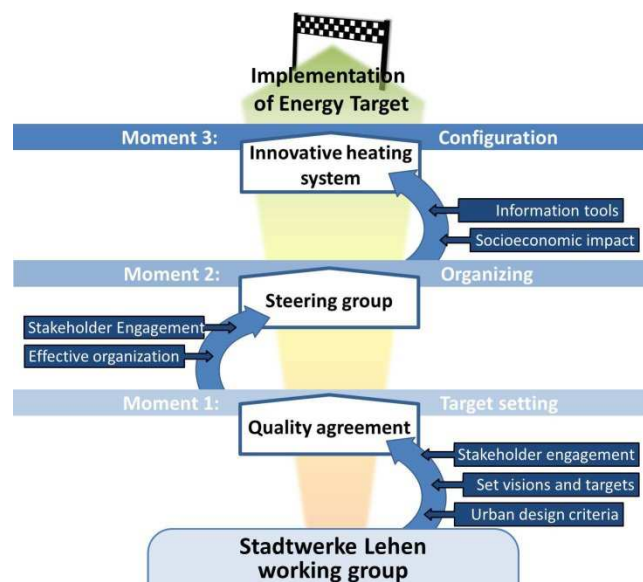 Implementation
of Energy Target
Moment 3:
Configuration
Innovative heating
system
Information tools
Socioeconomic impact
Moment 2:
Organizing
Steering group
Stakeholder Engagement
Effective organization
Moment 1:
Target setting
Quality agreement
Stakeholder engagement
Set visions and targets
Urban design criteria
Stadtwerke Lehen
working group